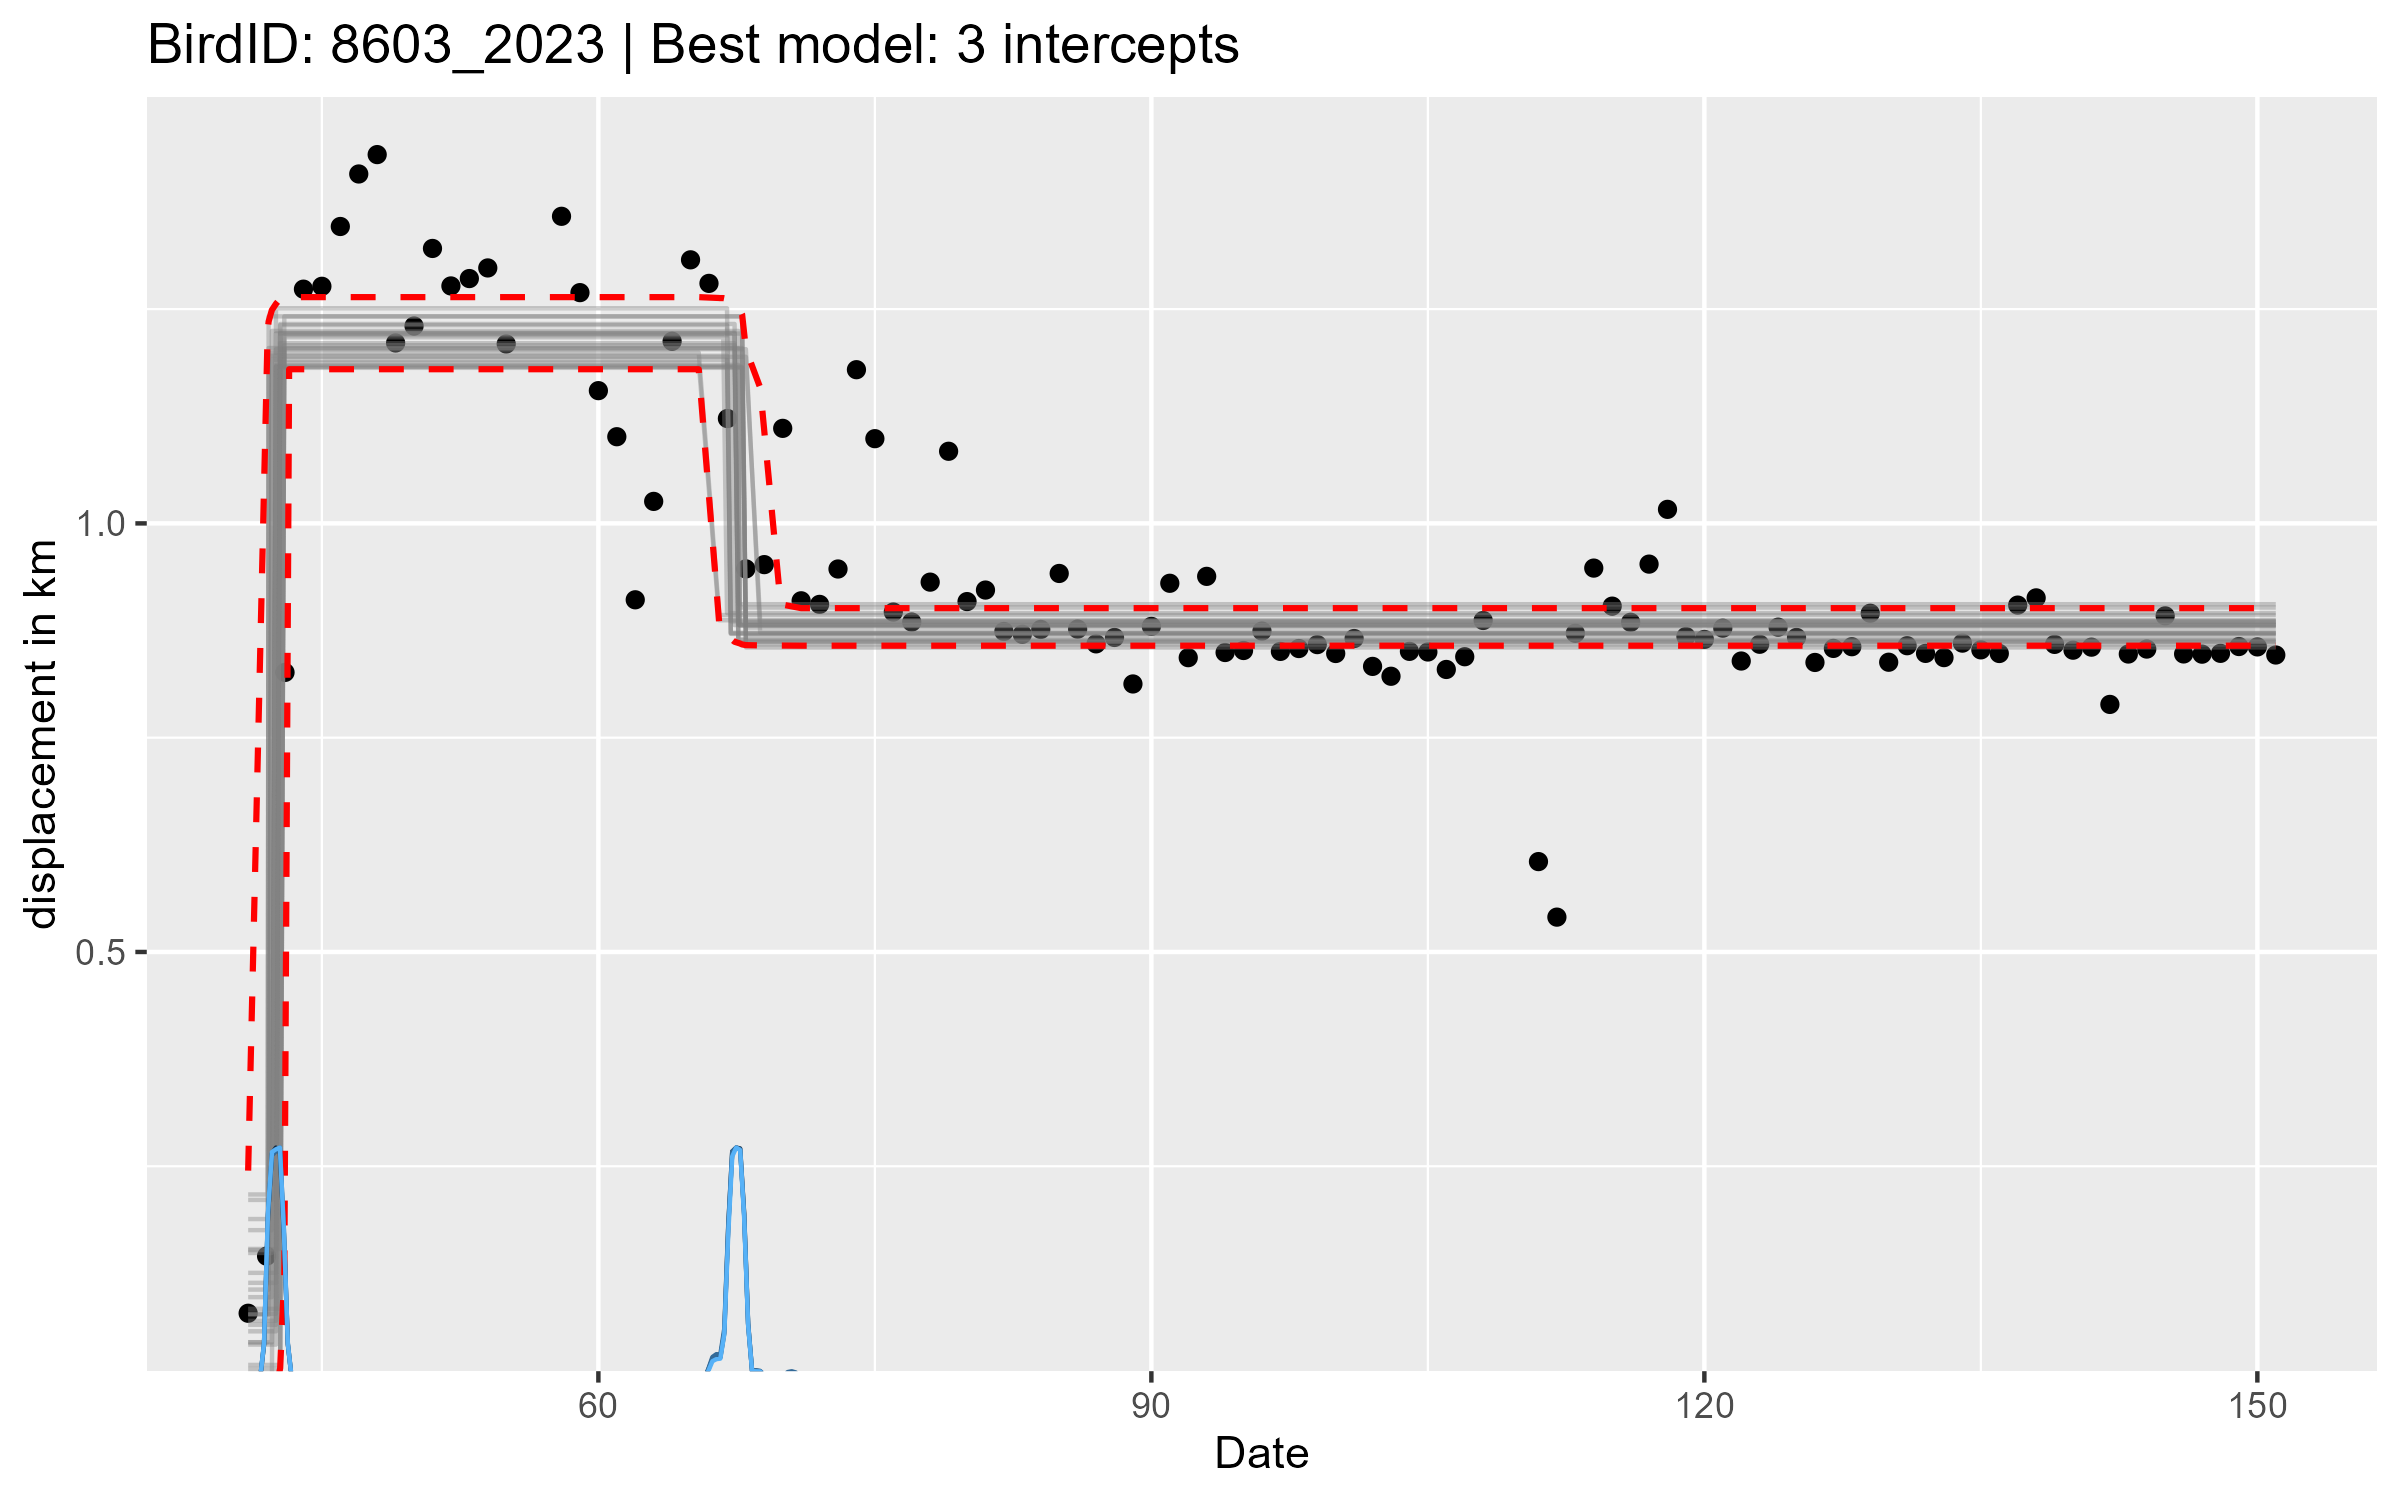 BirdID: 8603_2023 | Best model: 3 intercepts
displacement in km
1.0
0.5
60 90 120 150
Date